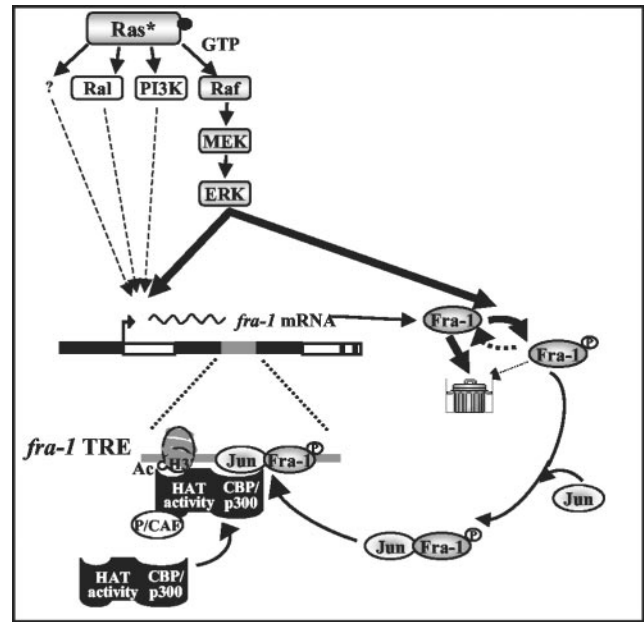 Ras*
GTP
?
Ral
PI3K
Raf
MEK
ERK
fra-1 mRNA
Fra-1
Fra-1
P
fra-1 TRE
Ac
H3
Jun
Fra-1
P
HAT
activity
CBP/
p300
P/CAF
Jun
Jun
Fra-1
P
HAT
activity
CBP/
p300